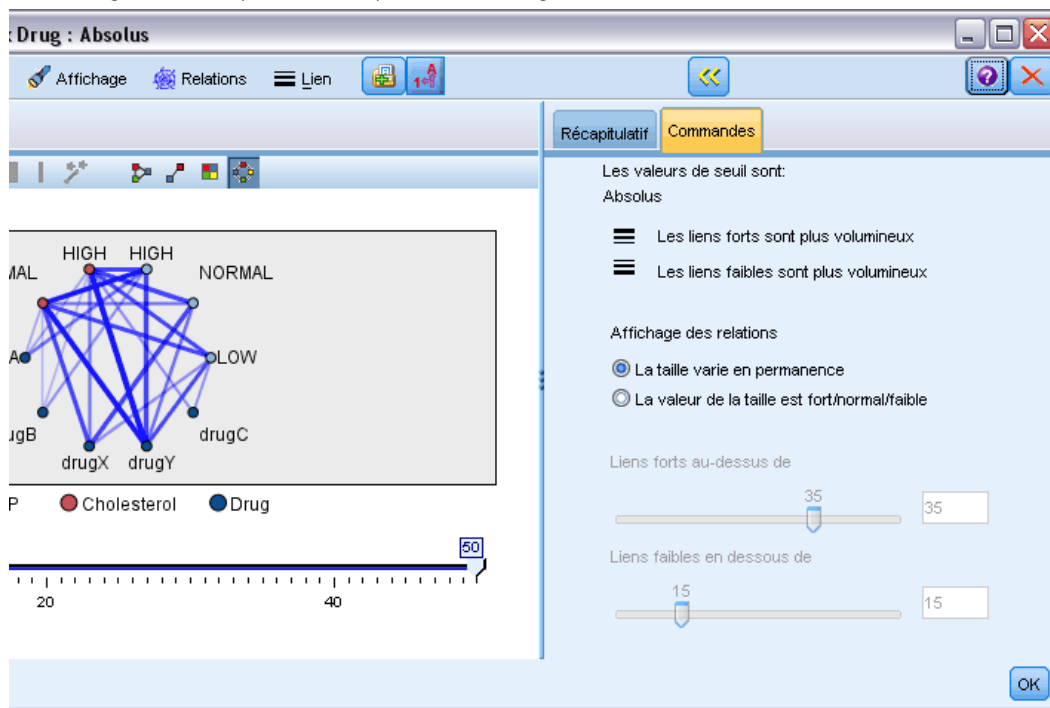 Drug : Absolus
Affichage Relations Lien
Récapitulatif Commandes
Les valeurs de seuil sont:
Absolus
Les liens forts sont plus volumineux
Les liens faibles sont plus volumineux
Affichage des relations
La taille varie en permanence
La valeur de la taille est fort/normal/faible
Liens forts au-dessus de
35
35
Liens faibles en dessous de
15
15
HIGH HIGH
MAL NORMAL
A LOW
ugB drugC
drugX drugY
P Cholesterol Drug
50
20 40
OK